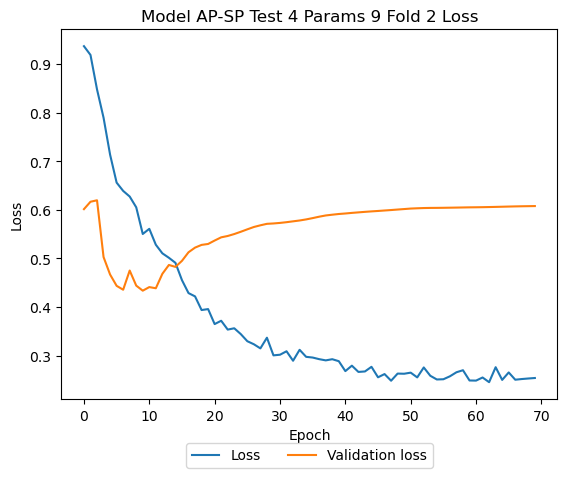 Model AP-SP Test 4 Params 9 Fold 2 Loss
Loss
0.9
0.8
0.7
0.6
0.5
0.4
0.3
0 10 20 30 40 50 60 70
Epoch
Loss Validation loss